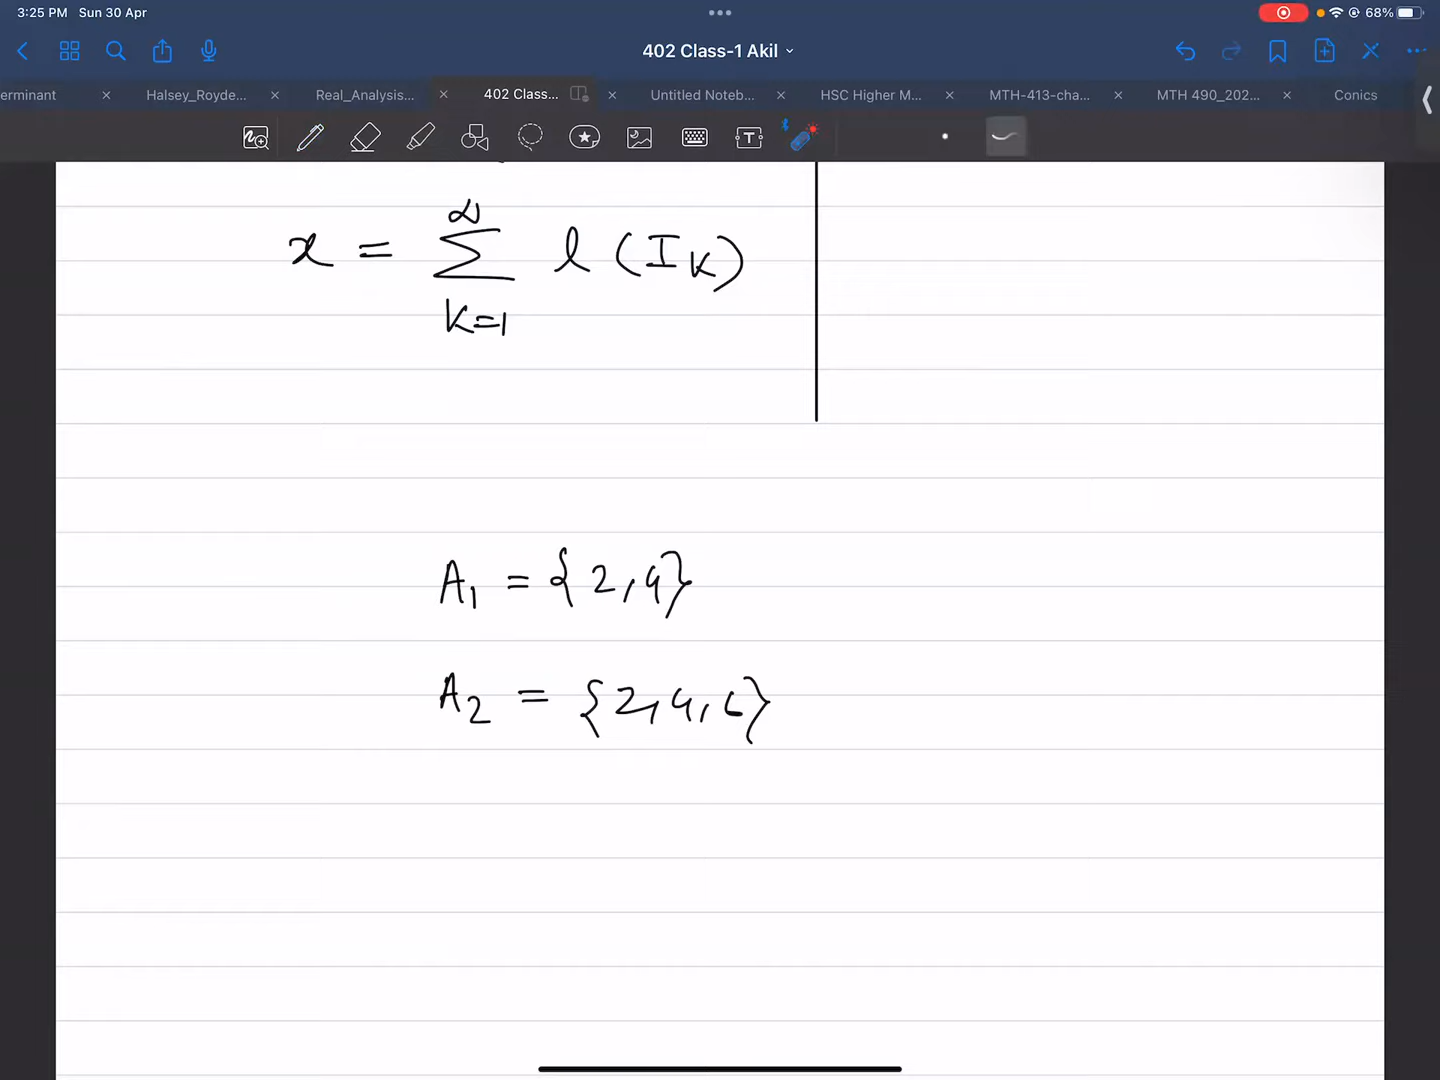 3:25 PM Sun 30 Apr
68%
402 Class-1 Akil
erminant
Halsey_Royde...
Real_Analysis...
402 Class...
Untitled Noteb...
HSC Higher M...
MTH-413-cha...
MTH 490_202...
Conics
x = ∑_{k=1}^{∞} l (I_k)
A₁ = {2, 4}
A₂ = {2, 4, 6}